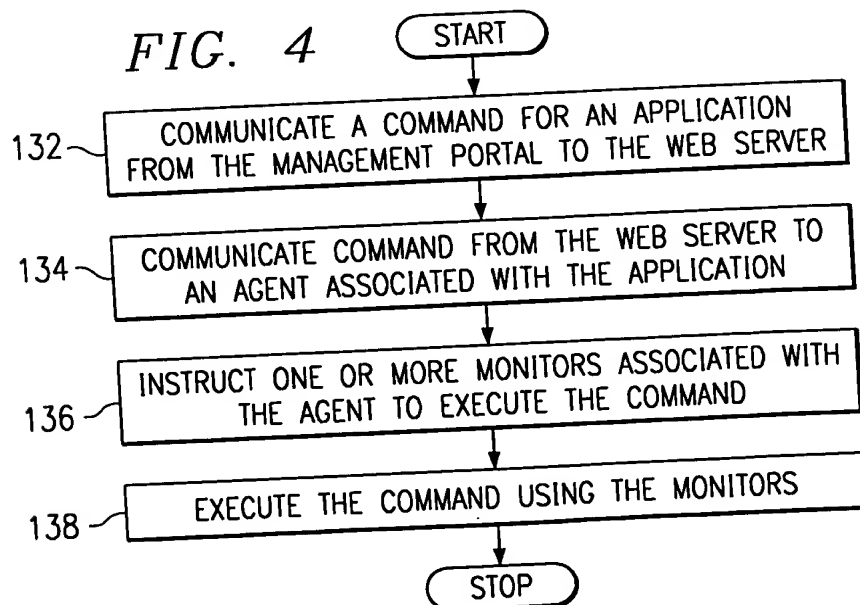 FIG. 4
START
132
COMMUNICATE A COMMAND FOR AN APPLICATION
FROM THE MANAGEMENT PORTAL TO THE WEB SERVER
134
COMMUNICATE COMMAND FROM THE WEB SERVER TO
AN AGENT ASSOCIATED WITH THE APPLICATION
136
INSTRUCT ONE OR MORE MONITORS ASSOCIATED WITH
THE AGENT TO EXECUTE THE COMMAND
138
EXECUTE THE COMMAND USING THE MONITORS
STOP